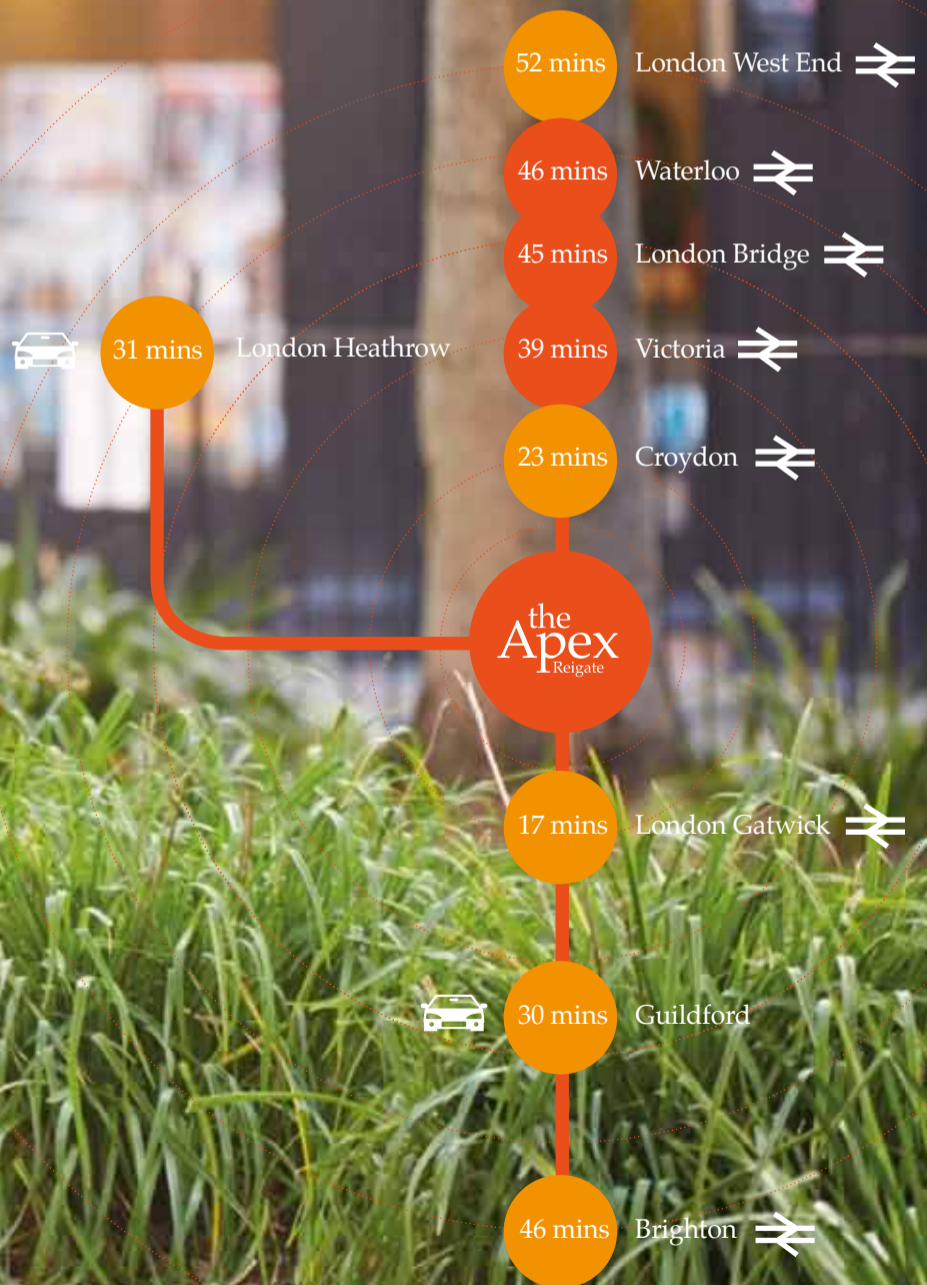 52 mins London West End
46 mins Waterloo
45 mins London Bridge
31 mins London Heathrow
39 mins Victoria
23 mins Croydon
the
Apex
Reigate
17 mins London Gatwick
30 mins Guildford
46 mins Brighton